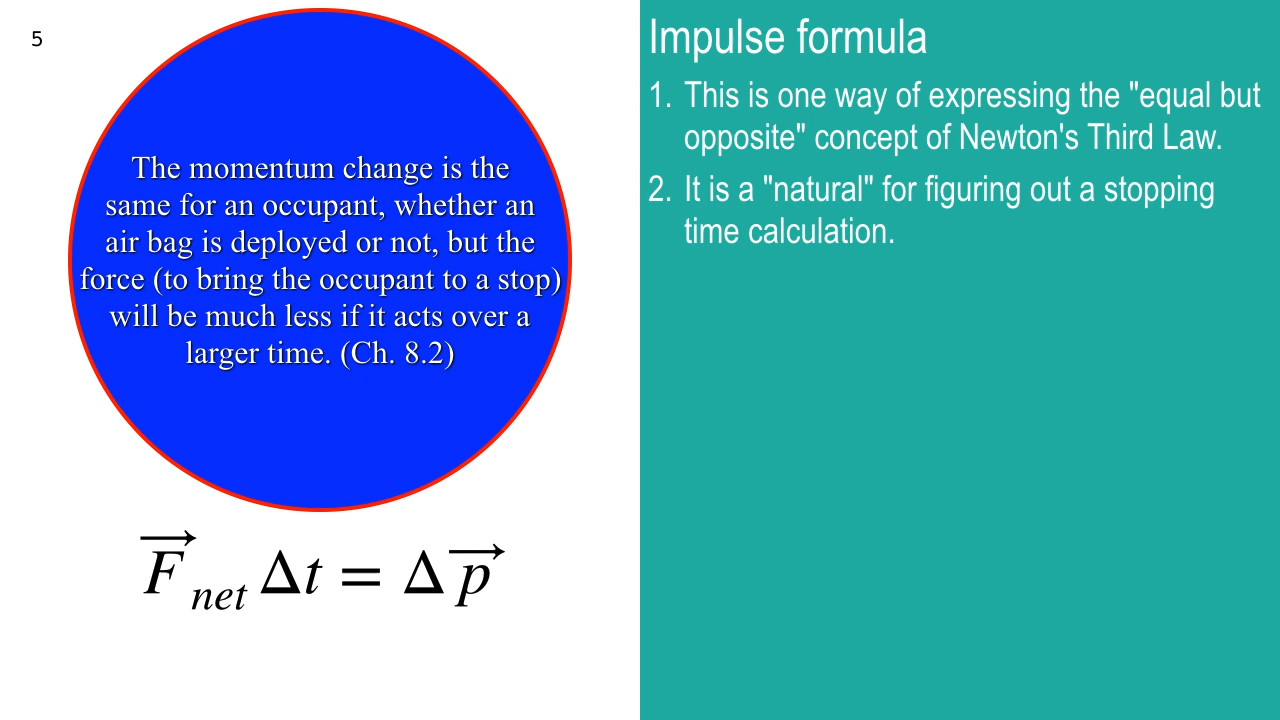 5
The momentum change is the
same for an occupant, whether an
air bag is deployed or not, but the
force (to bring the occupant to a stop)
will be much less if it acts over a
larger time. (Ch. 8.2)
\overrightarrow{F}_{net} Δt = Δ\overrightarrow{p}
Impulse formula
1. This is one way of expressing the "equal but
opposite" concept of Newton's Third Law.
2. It is a "natural" for figuring out a stopping
time calculation.